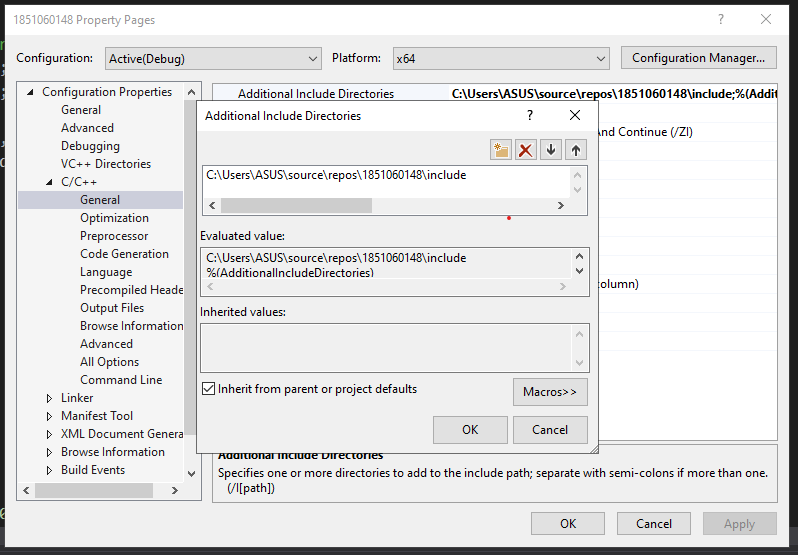 1851060148 Property Pages
?
Configuration:
Active(Debug)
Platform:
x64
Configuration Manager...
Configuration Properties
General
Advanced
Debugging
VC++ Directories
C/C++
General
Optimization
Preprocessor
Code Generation
Language
Precompiled Heade
Output Files
Browse Information
Advanced
All Options
Command Line
Linker
Manifest Tool
XML Document Genera
Browse Information
Build Events
Additional Include Directories C:\Users\ASUS\source\repos\1851060148\include;%(Addit
And Continue (/ZI)
column)
Additional Include Directories
?
C:\Users\ASUS\source\repos\1851060148\include
Evaluated value:
C:\Users\ASUS\source\repos\1851060148\include
%(AdditionalIncludeDirectories)
Inherited values:
Inherit from parent or project defaults
Macros>>
OK
Cancel
Additional Include Directories
Specifies one or more directories to add to the include path; separate with semi-colons if more than one.
(/I[path])
OK
Cancel
Apply